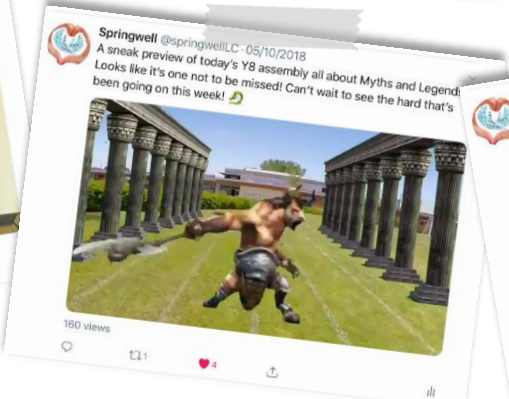 Springwell @springwellLC · 05/10/2018
A sneak preview of today's Y8 assembly all about Myths and Legends
Looks like it's one not to be missed! Can't wait to see the hard that's
been going on this week! 🐉
160 views
1
4